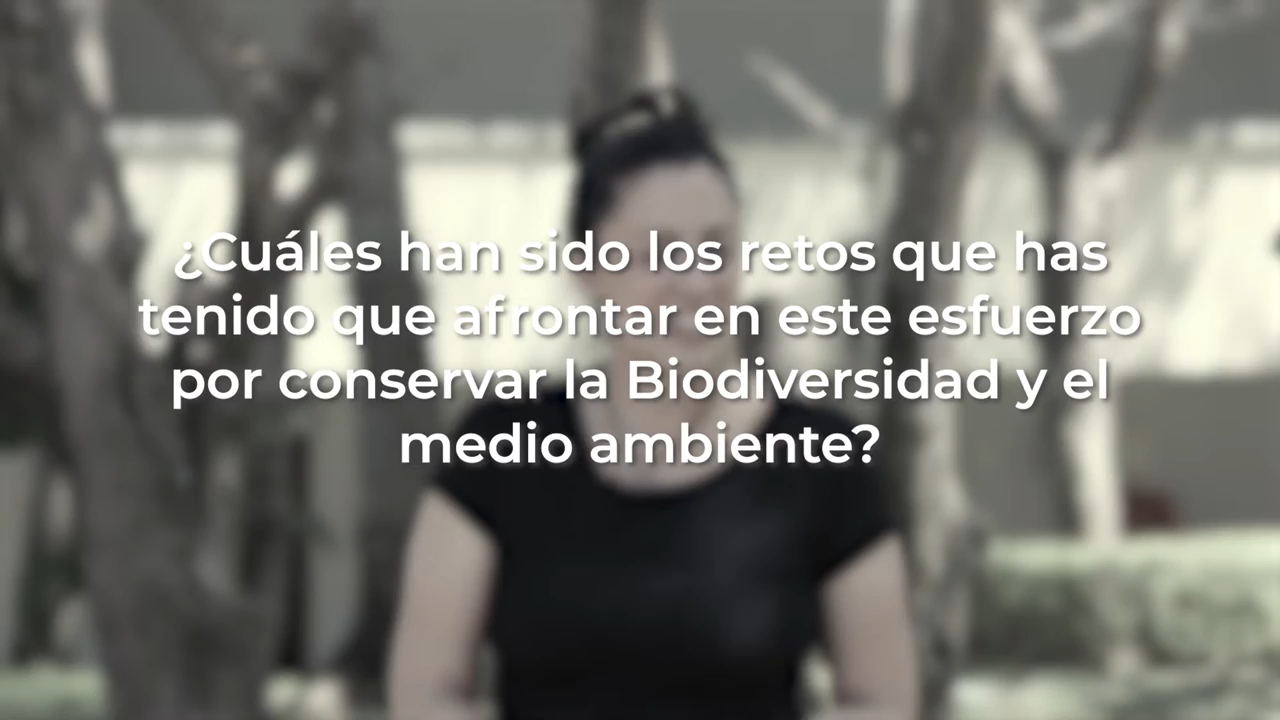 ¿Cuáles han sido los retos que has
tenido que afrontar en este esfuerzo
por conservar la Biodiversidad y el
medio ambiente?